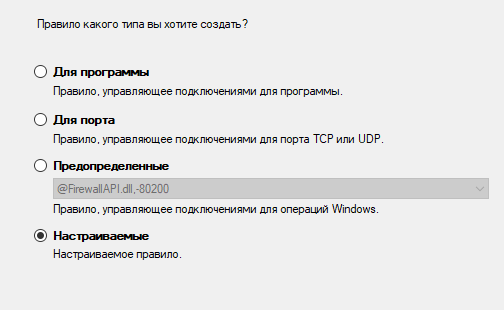 Правило какого типа вы хотите создать?
Для программы
Правило, управляющее подключениями для программы.
Для порта
Правило, управляющее подключениями для порта TCP или UDP.
Предопределенные
@FirewallAPI.dll,-80200
Правило, управляющее подключениями для операций Windows.
Настраиваемые
Настраиваемое правило.